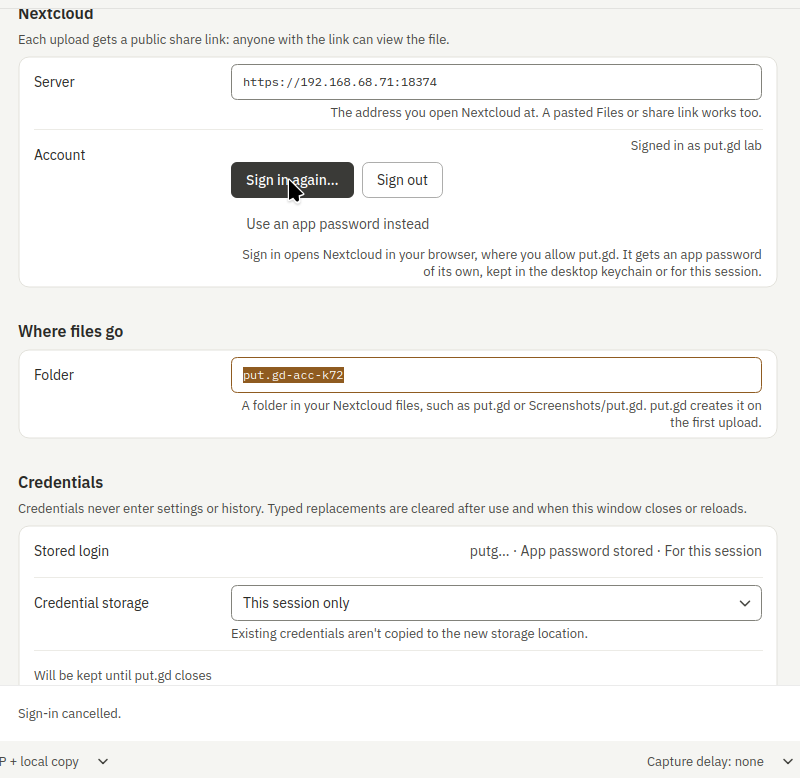 Nextcloud
Each upload gets a public share link: anyone with the link can view the file.
Server
https://192.168.68.71:18374
The address you open Nextcloud at. A pasted Files or share link works too.
Account
Signed in as put.gd lab
Sign in again...
Sign out
Use an app password instead
Sign in opens Nextcloud in your browser, where you allow put.gd. It gets an app password
of its own, kept in the desktop keychain or for this session.
Where files go
Folder
put.gd-acc-k72
A folder in your Nextcloud files, such as put.gd or Screenshots/put.gd. put.gd creates it on
the first upload.
Credentials
Credentials never enter settings or history. Typed replacements are cleared after use and when this window closes or reloads.
Stored login
putg... · App password stored · For this session
Credential storage
This session only
Existing credentials aren't copied to the new storage location.
Will be kept until put.gd closes
Sign-in cancelled.
P + local copy
Capture delay: none